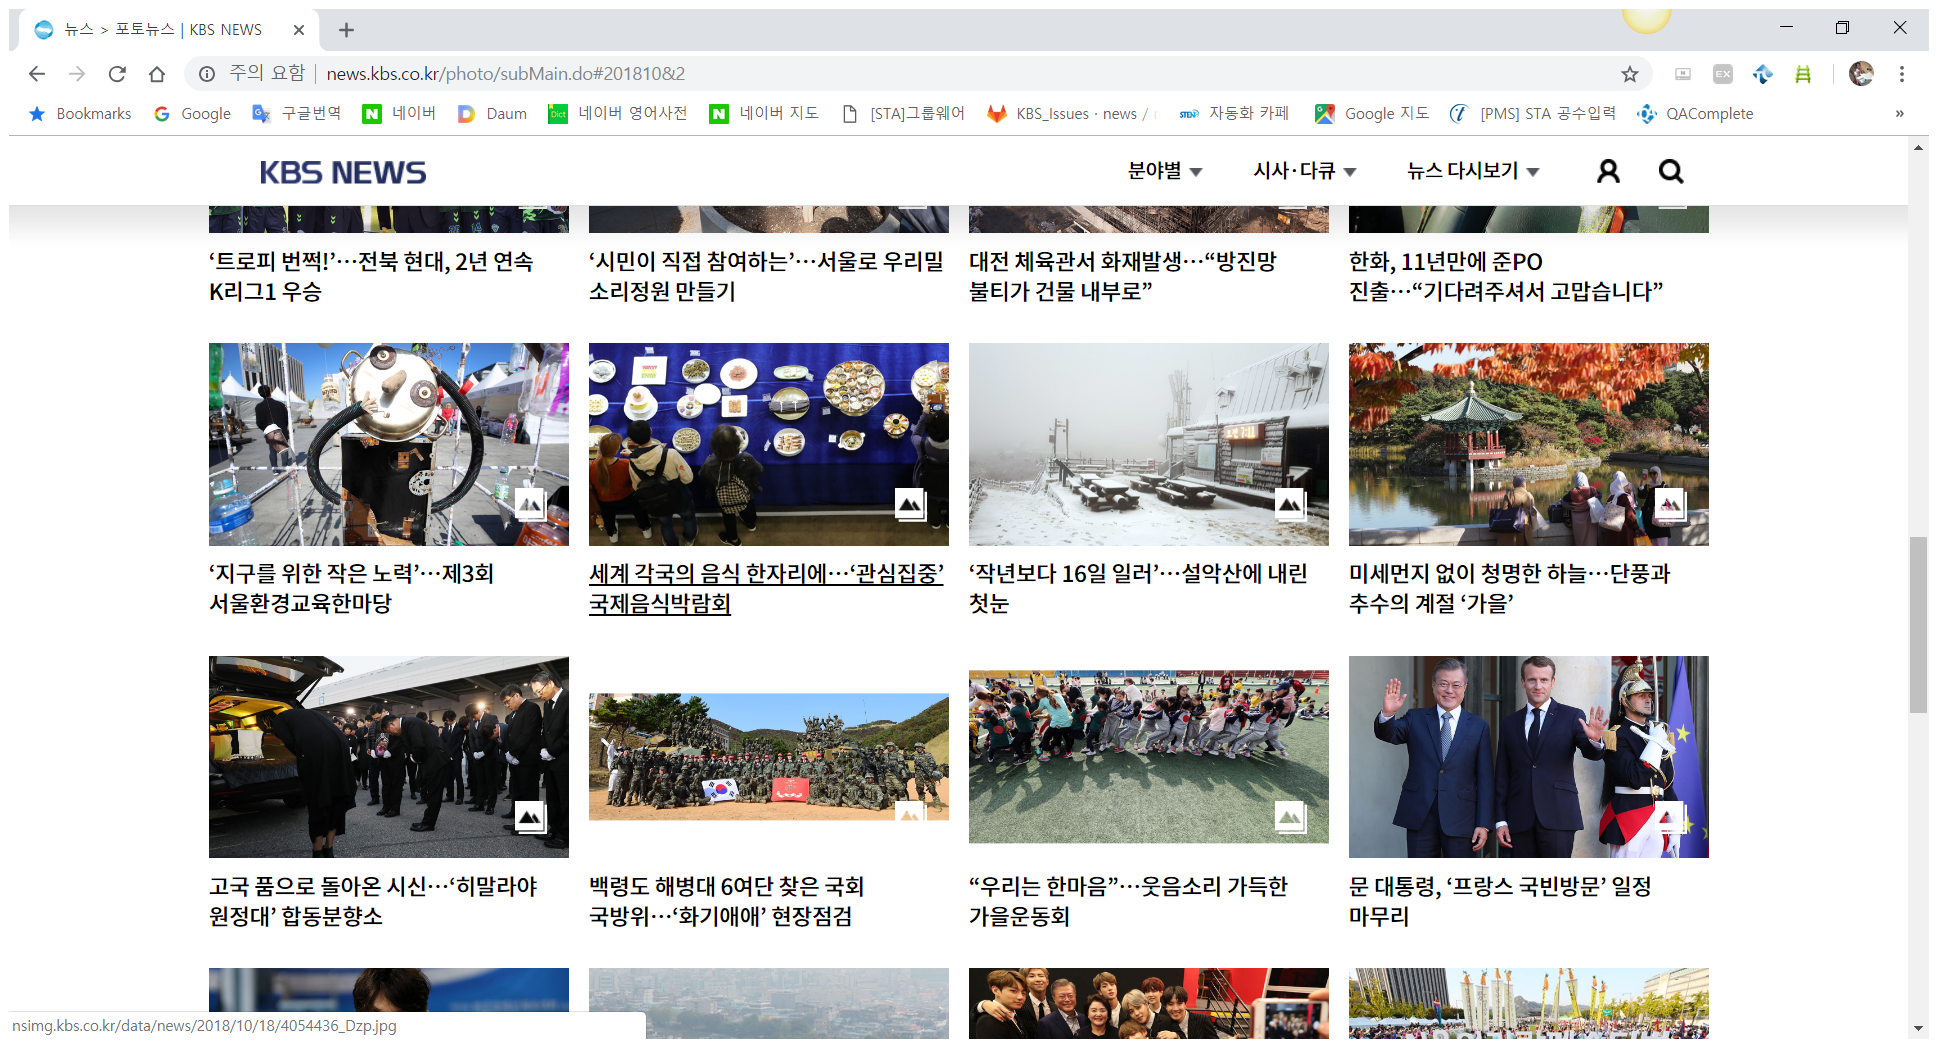 뉴스 > 포토뉴스 | KBS NEWS
주의 요함 | news.kbs.co.kr/photo/subMain.do#201810&2
EX
Bookmarks Google 구글번역 네이버 Daum 네이버 영어사전 네이버 지도 [STA]그룹웨어 KBS_Issues · news / 자동화 카페 Google 지도 [PMS] STA 공수입력 QAComplete »
KBS NEWS 분야별 시사·다큐 뉴스 다시보기
‘트로피 번쩍!’…전북 현대, 2년 연속
K리그1 우승
‘시민이 직접 참여하는’…서울로 우리밀
소리정원 만들기
대전 체육관서 화재발생…“방진망
불티가 건물 내부로”
한화, 11년만에 준PO
진출…“기다려주셔서 고맙습니다”
‘지구를 위한 작은 노력’…제3회
서울환경교육한마당
세계 각국의 음식 한자리에…‘관심집중’
국제음식박람회
‘작년보다 16일 일러’…설악산에 내린
첫눈
미세먼지 없이 청명한 하늘…단풍과
추수의 계절 ‘가을’
고국 품으로 돌아온 시신…‘히말라야
원정대’ 합동분향소
백령도 해병대 6여단 찾은 국회
국방위…‘화기애애’ 현장점검
“우리는 한마음”…웃음소리 가득한
가을운동회
문 대통령, ‘프랑스 국빈방문’ 일정
마무리
nsimg.kbs.co.kr/data/news/2018/10/18/4054436_Dzp.jpg